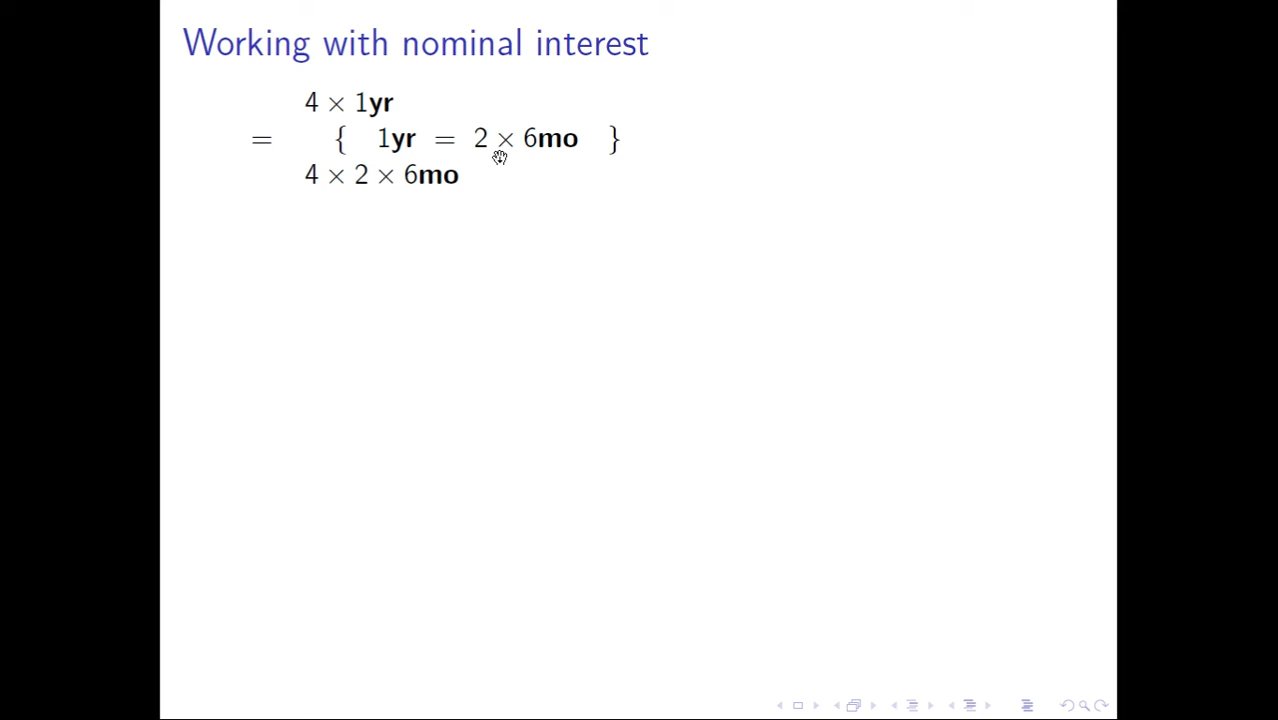 Working with nominal interest
4 × 1yr
= { 1yr = 2 × 6mo }
4 × 2 × 6mo